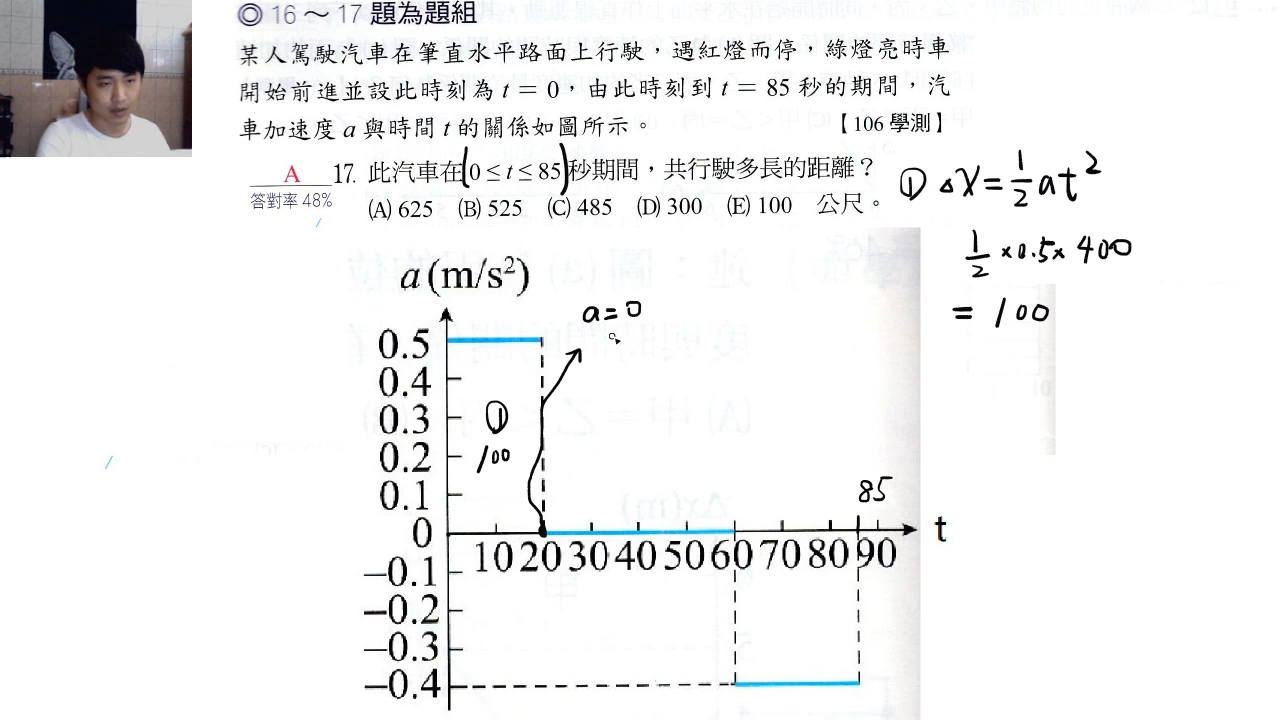 ◎ 16～17 題為題組
某人駕駛汽車在筆直水平路面上行駛，遇紅燈而停，綠燈亮時車
開始前進並設此時刻為 t = 0，由此時刻到 t = 85 秒的期間，汽
車加速度 a 與時間 t 的關係如圖所示。 【106 學測】
A 17. 此汽車在(0 ≤ t ≤ 85)秒期間，共行駛多長的距離？
答對率 48% (A) 625 (B) 525 (C) 485 (D) 300 (E) 100 公尺。
① △X = 1/2 at²
1/2 × 0.5 × 400
= 100
a (m/s²)
a = 0
0.5
0.4
0.3
0.2
0.1
0
-0.1
-0.2
-0.3
-0.4
①
100
85
10 20 30 40 50 60 70 80 90
t